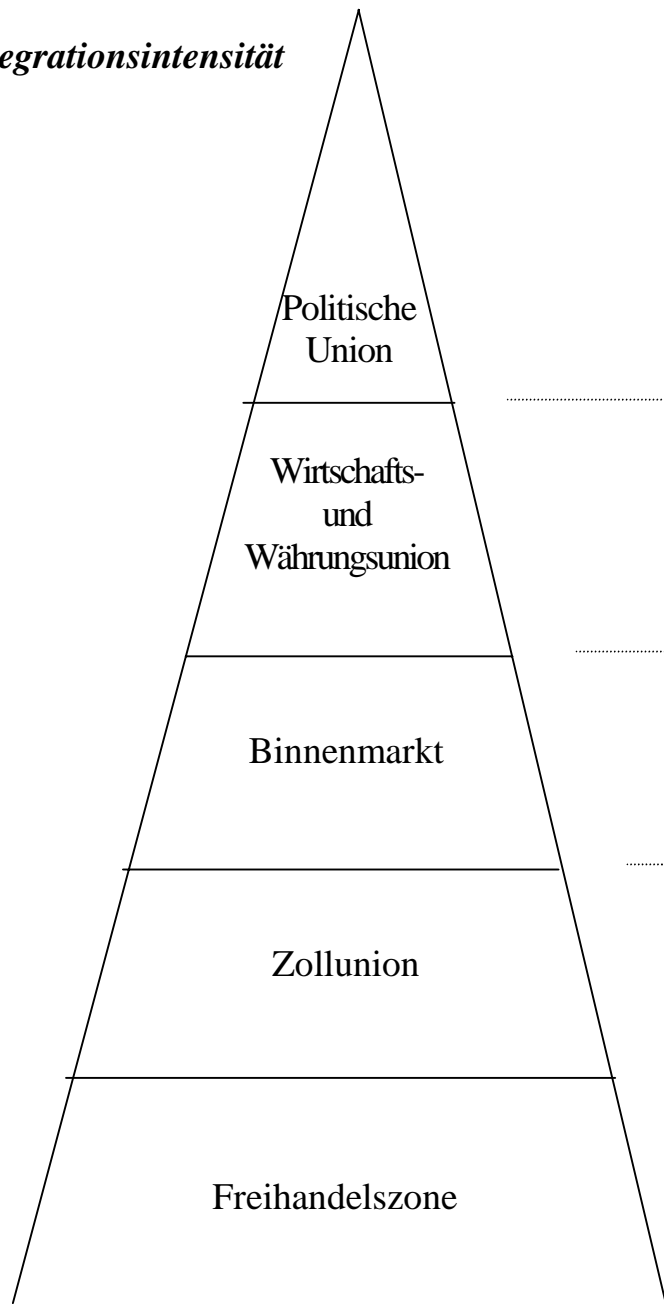 egrationsintensität
Politische
Union
Wirtschafts-
und
Währungsunion
Binnenmarkt
Zollunion
Freihandelszone